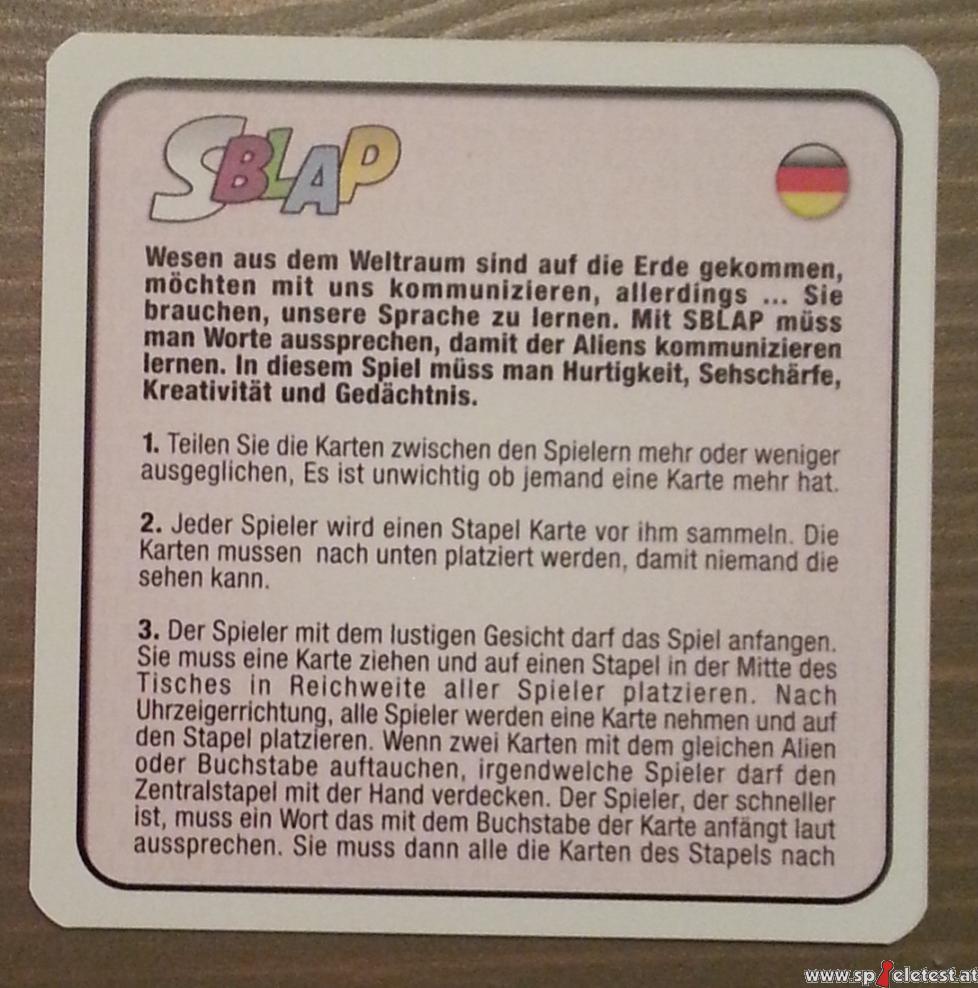 SBLAP
Wesen aus dem Weltraum sind auf die Erde gekommen,
möchten mit uns kommunizieren, allerdings ... Sie
brauchen, unsere Sprache zu lernen. Mit SBLAP müss
man Worte aussprechen, damit der Aliens kommunizieren
lernen. In diesem Spiel müss man Hurtigkeit, Sehschärfe,
Kreativität und Gedächtnis.
1. Teilen Sie die Karten zwischen den Spielern mehr oder weniger
ausgeglichen, Es ist unwichtig ob jemand eine Karte mehr hat.
2. Jeder Spieler wird einen Stapel Karte vor ihm sammeln. Die
Karten mussen nach unten platziert werden, damit niemand die
sehen kann.
3. Der Spieler mit dem lustigen Gesicht darf das Spiel anfangen.
Sie muss eine Karte ziehen und auf einen Stapel in der Mitte des
Tisches in Reichweite aller Spieler platzieren. Nach
Uhrzeigerrichtung, alle Spieler werden eine Karte nehmen und auf
den Stapel platzieren. Wenn zwei Karten mit dem gleichen Alien
oder Buchstabe auftauchen, irgendwelche Spieler darf den
Zentralstapel mit der Hand verdecken. Der Spieler, der schneller
ist, muss ein Wort das mit dem Buchstabe der Karte anfängt laut
aussprechen. Sie muss dann alle die Karten des Stapels nach
www.spieletest.at